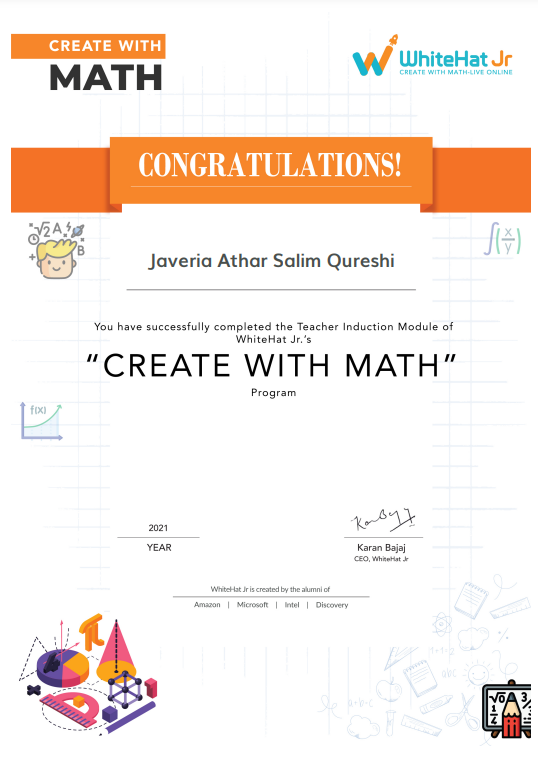 CREATE WITH
MATH
WhiteHat Jr
CREATE WITH MATH-LIVE ONLINE
CONGRATULATIONS!
√2 A
B
∫(x/y)
Javeria Athar Salim Qureshi
You have successfully completed the Teacher Induction Module of
WhiteHat Jr.'s
“CREATE WITH MATH”
Program
f(X)
2021
YEAR
Karan Bajaj
CEO, WhiteHat Jr
WhiteHat Jr is created by the alumni of
Amazon | Microsoft | Intel | Discovery
abc
a+b=c